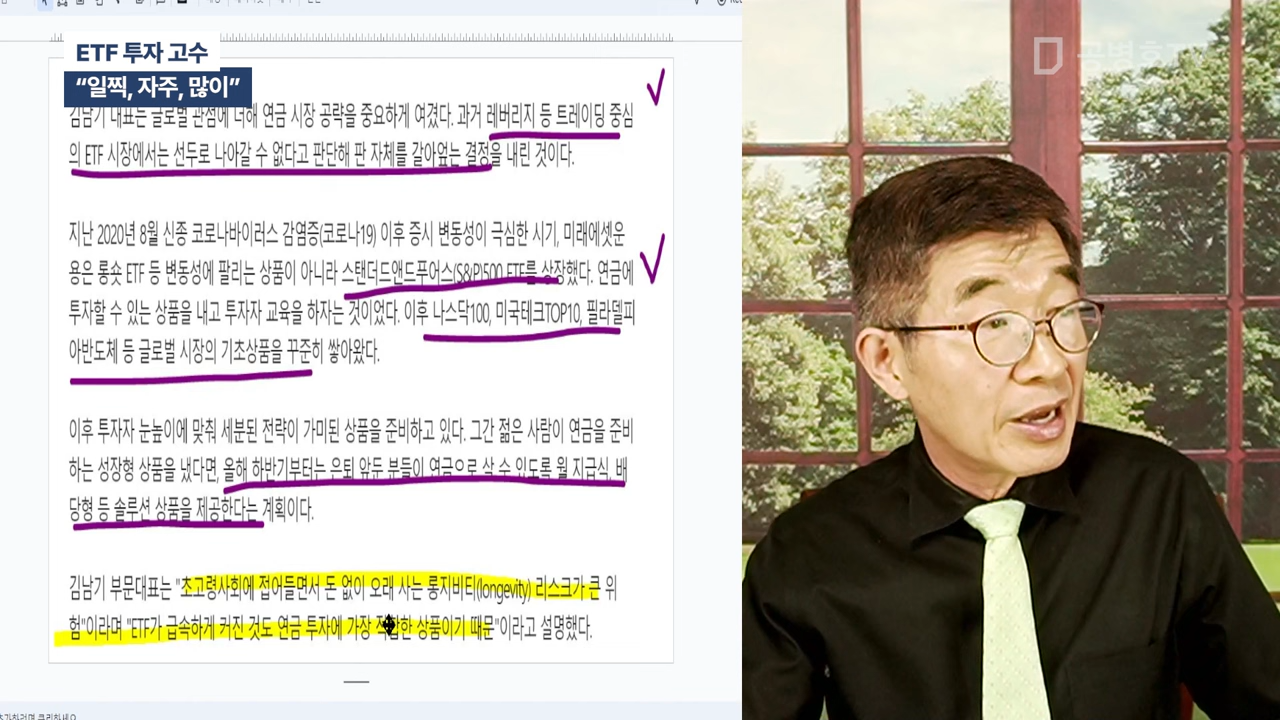 ETF 투자 고수
“일찍, 자주, 많이”
김남기 대표는 글로벌 관점에 더해 연금 시장 공략을 중요하게 여겼다. 과거 레버리지 등 트레이딩 중심
의 ETF 시장에서는 선두로 나아갈 수 없다고 판단해 판 자체를 갈아엎는 결정을 내린 것이다.
지난 2020년 8월 신종 코로나바이러스 감염증(코로나19) 이후 증시 변동성이 극심한 시기, 미래에셋운
용은 롱숏 ETF 등 변동성에 팔리는 상품이 아니라 스탠더드앤드푸어스(S&P)500 ETF를 상장했다. 연금에
투자할 수 있는 상품을 내고 투자자 교육을 하자는 것이었다. 이후 나스닥100, 미국테크TOP10, 필라델피
아반도체 등 글로벌 시장의 기초상품을 꾸준히 쌓아왔다.
이후 투자자 눈높이에 맞춰 세분된 전략이 가미된 상품을 준비하고 있다. 그간 젊은 사람이 연금을 준비
하는 성장형 상품을 냈다면, 올해 하반기부터는 은퇴 앞둔 분들이 연금으로 살 수 있도록 월 지급식, 배
당형 등 솔루션 상품을 제공한다는 계획이다.
김남기 부문대표는 "초고령사회에 접어들면서 돈 없이 오래 사는 롱지비티(longevity) 리스크가 큰 위
험"이라며 "ETF가 급속하게 커진 것도 연금 투자에 가장 적합한 상품이기 때문"이라고 설명했다.